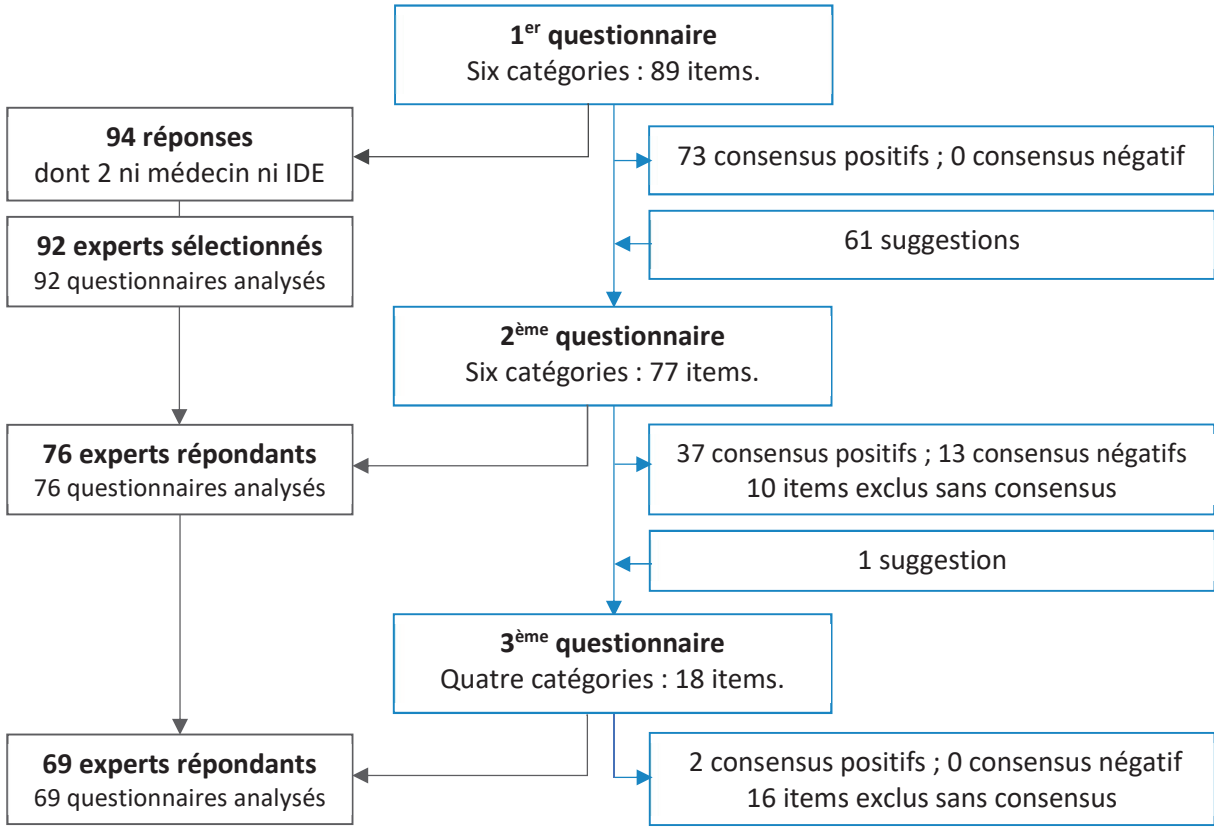 1er questionnaire
Six catégories : 89 items.
94 réponses
dont 2 ni médecin ni IDE
73 consensus positifs ; 0 consensus négatif
92 experts sélectionnés
92 questionnaires analysés
61 suggestions
2ème questionnaire
Six catégories : 77 items.
76 experts répondants
76 questionnaires analysés
37 consensus positifs ; 13 consensus négatifs
10 items exclus sans consensus
1 suggestion
3ème questionnaire
Quatre catégories : 18 items.
69 experts répondants
69 questionnaires analysés
2 consensus positifs ; 0 consensus négatif
16 items exclus sans consensus